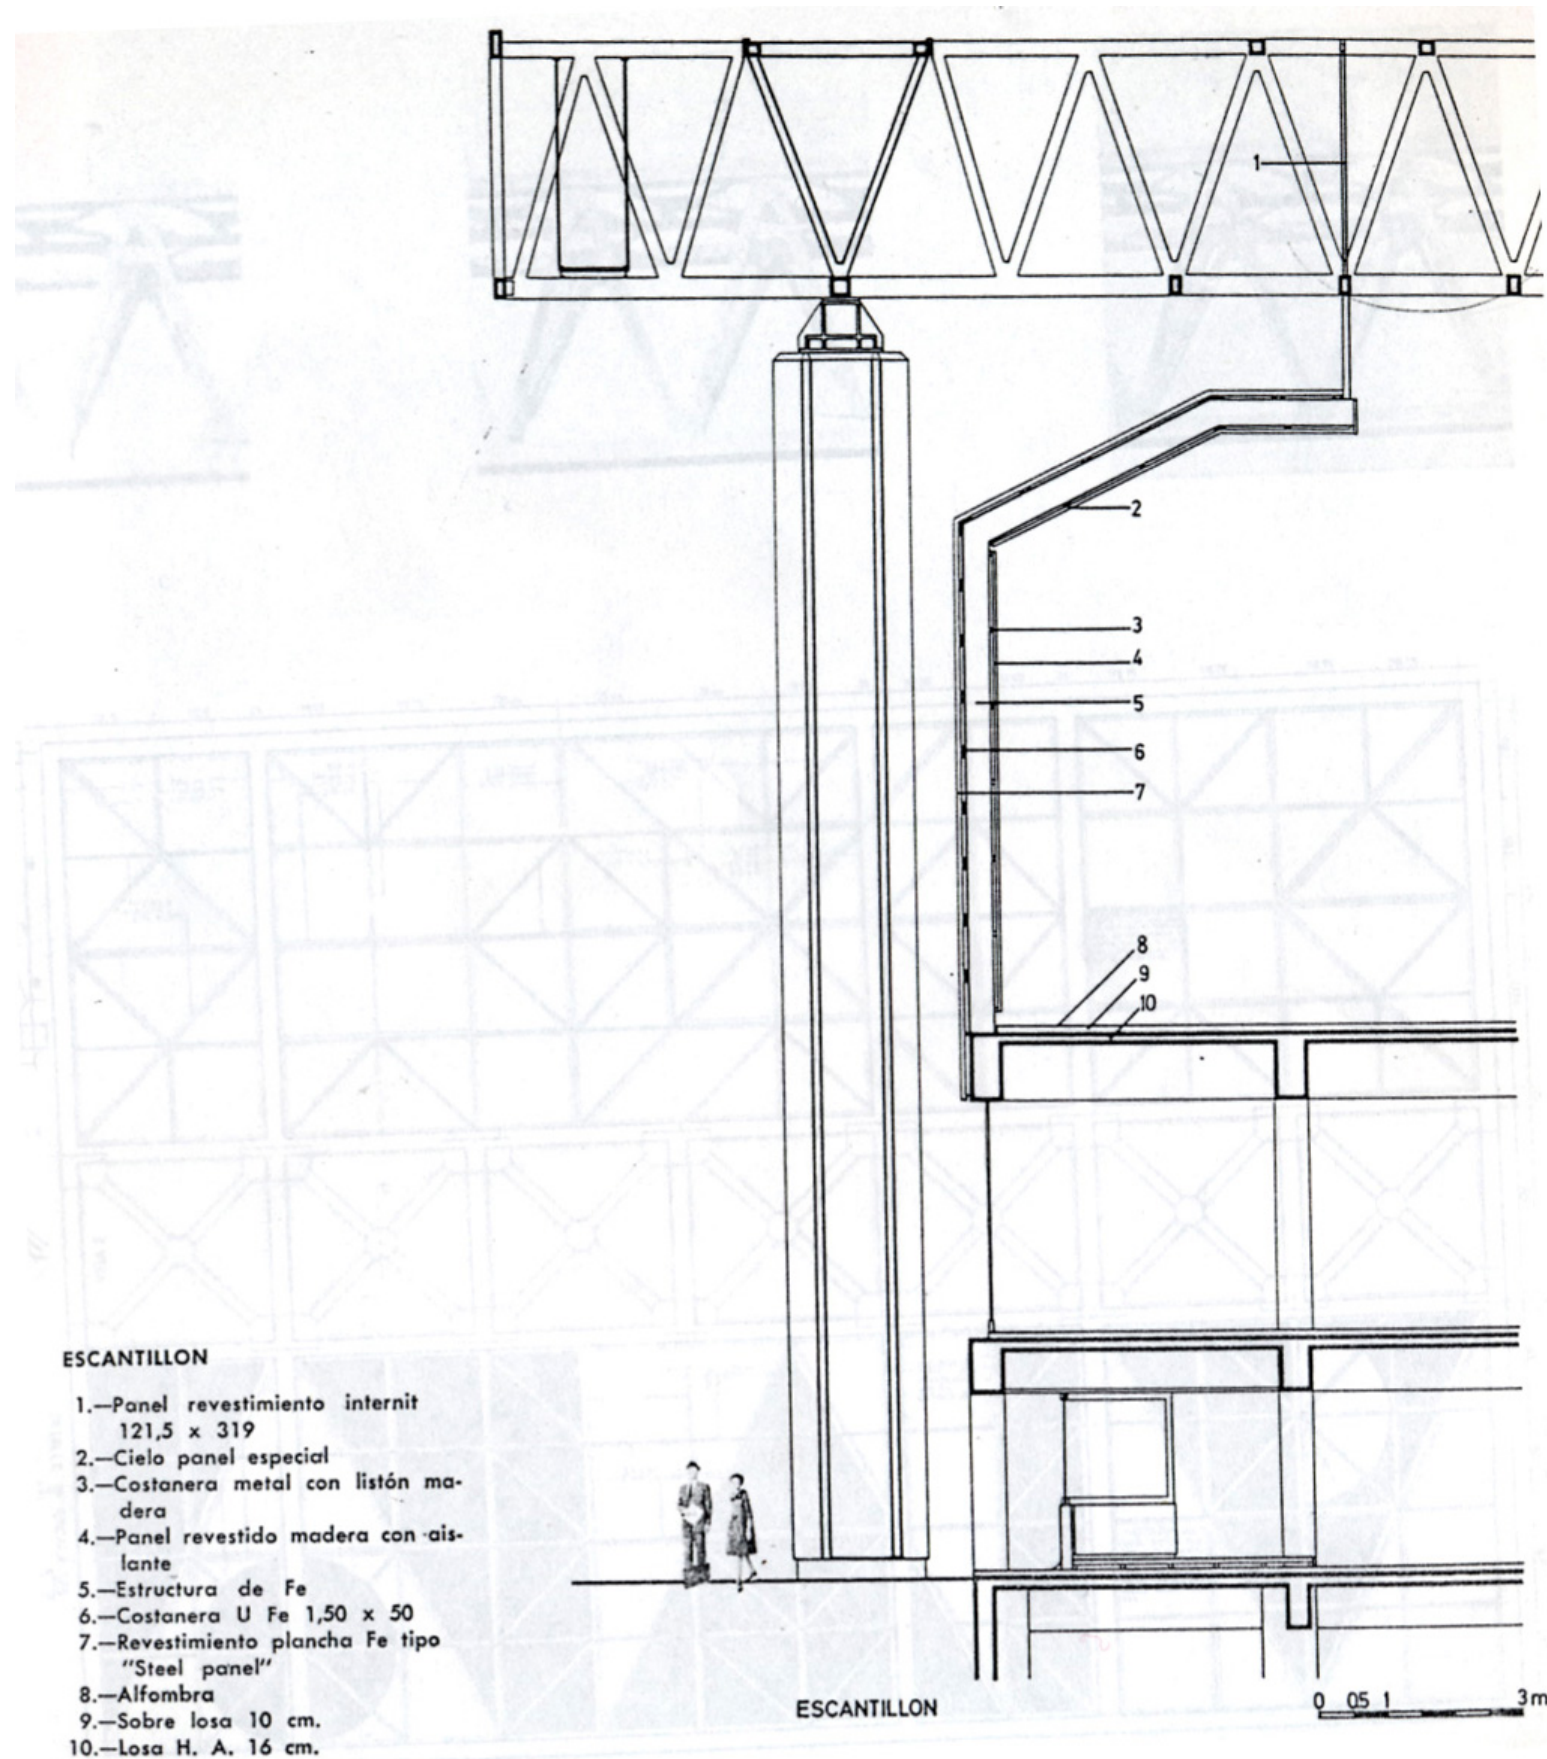 1
2
3
4
5
6
7
8
9
10
ESCANTILLON
1.—Panel revestimiento internit
121,5 x 319
2.—Cielo panel especial
3.—Costanera metal con listón ma-
dera
4.—Panel revestido madera con ais-
lante
5.—Estructura de Fe
6.—Costanera U Fe 1,50 x 50
7.—Revestimiento plancha Fe tipo
"Steel panel"
8.—Alfombra
9.—Sobre losa 10 cm.
10.—Losa H. A. 16 cm.
ESCANTILLON
0 05 1 3m